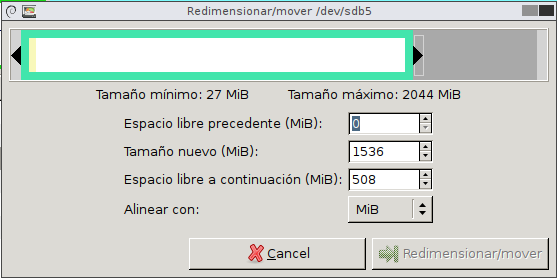 Redimensionar/mover /dev/sdb5
Tamaño mínimo: 27 MiB Tamaño máximo: 2044 MiB
Espacio libre precedente (MiB): 0
Tamaño nuevo (MiB): 1536
Espacio libre a continuación (MiB): 508
Alinear con: MiB
Cancel Redimensionar/mover